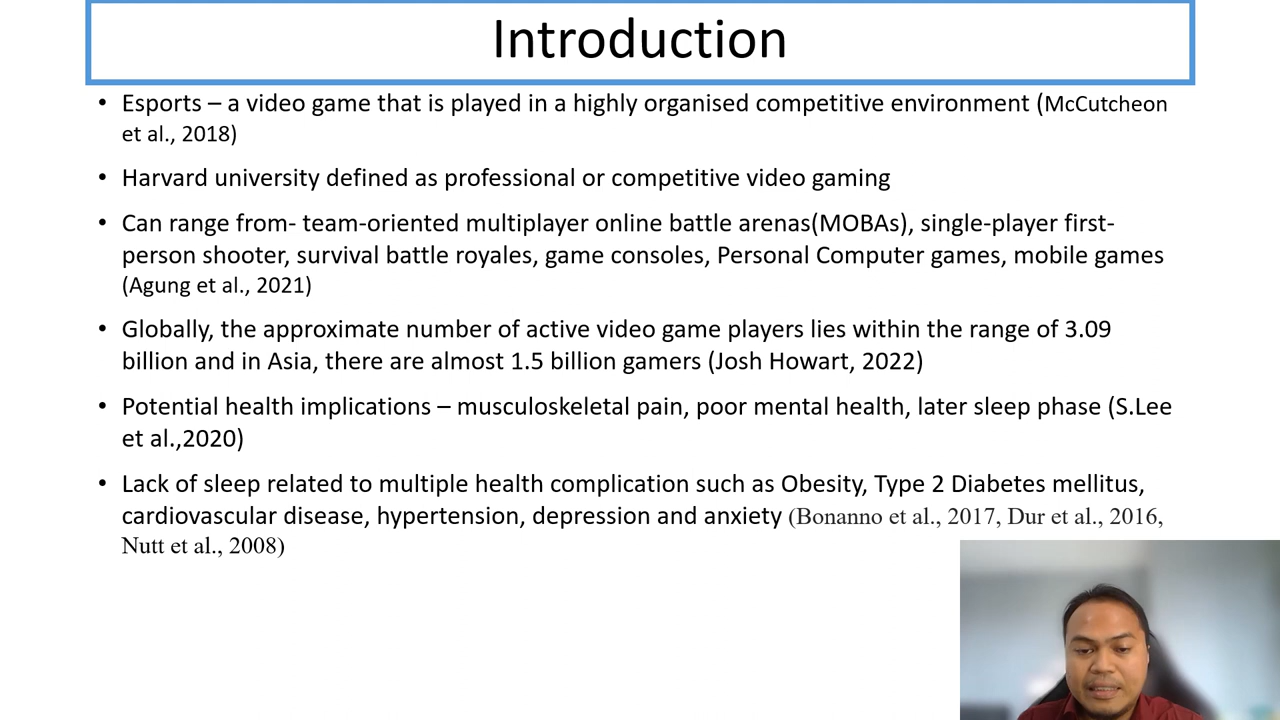 Introduction
• Esports – a video game that is played in a highly organised competitive environment (McCutcheon
et al., 2018)
• Harvard university defined as professional or competitive video gaming
• Can range from- team-oriented multiplayer online battle arenas(MOBAs), single-player first-
person shooter, survival battle royales, game consoles, Personal Computer games, mobile games
(Agung et al., 2021)
• Globally, the approximate number of active video game players lies within the range of 3.09
billion and in Asia, there are almost 1.5 billion gamers (Josh Howart, 2022)
• Potential health implications – musculoskeletal pain, poor mental health, later sleep phase (S.Lee
et al.,2020)
• Lack of sleep related to multiple health complication such as Obesity, Type 2 Diabetes mellitus,
cardiovascular disease, hypertension, depression and anxiety (Bonanno et al., 2017, Dur et al., 2016,
Nutt et al., 2008)